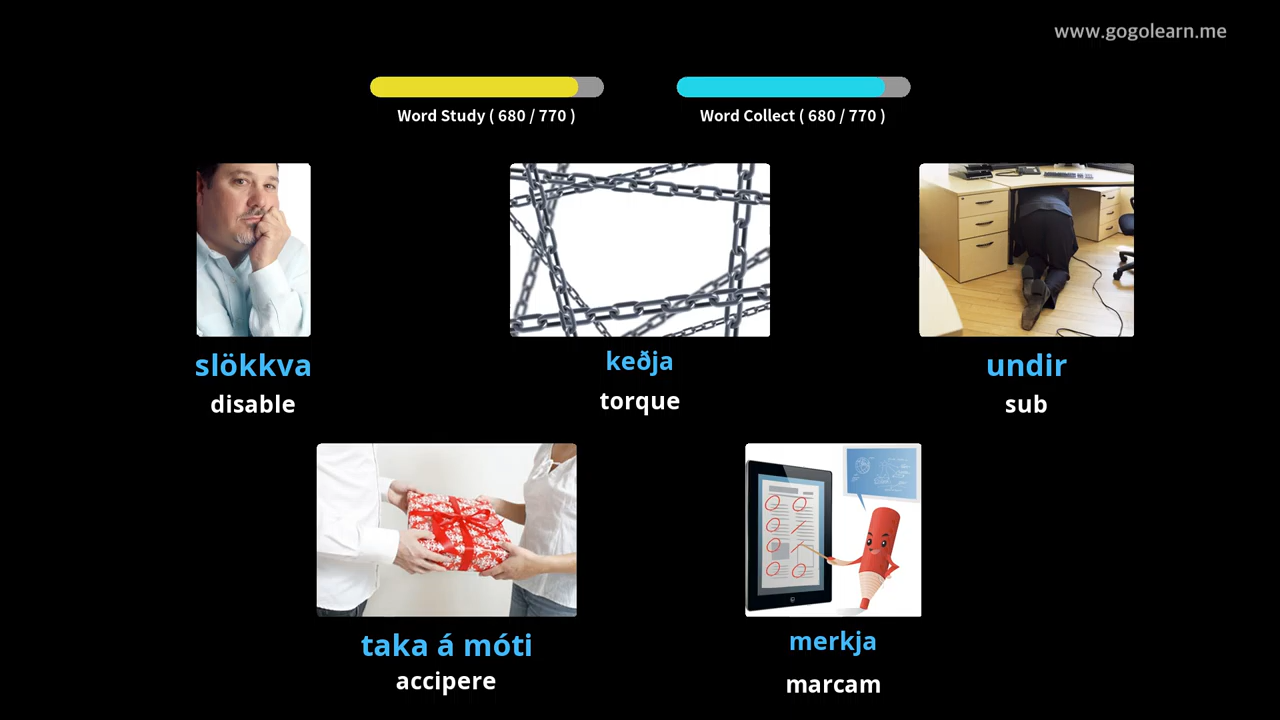 www.gogolearn.me
Word Study ( 680 / 770 )
Word Collect ( 680 / 770 )
slökkva
disable
keðja
torque
undir
sub
taka á móti
accipere
merkja
marcam